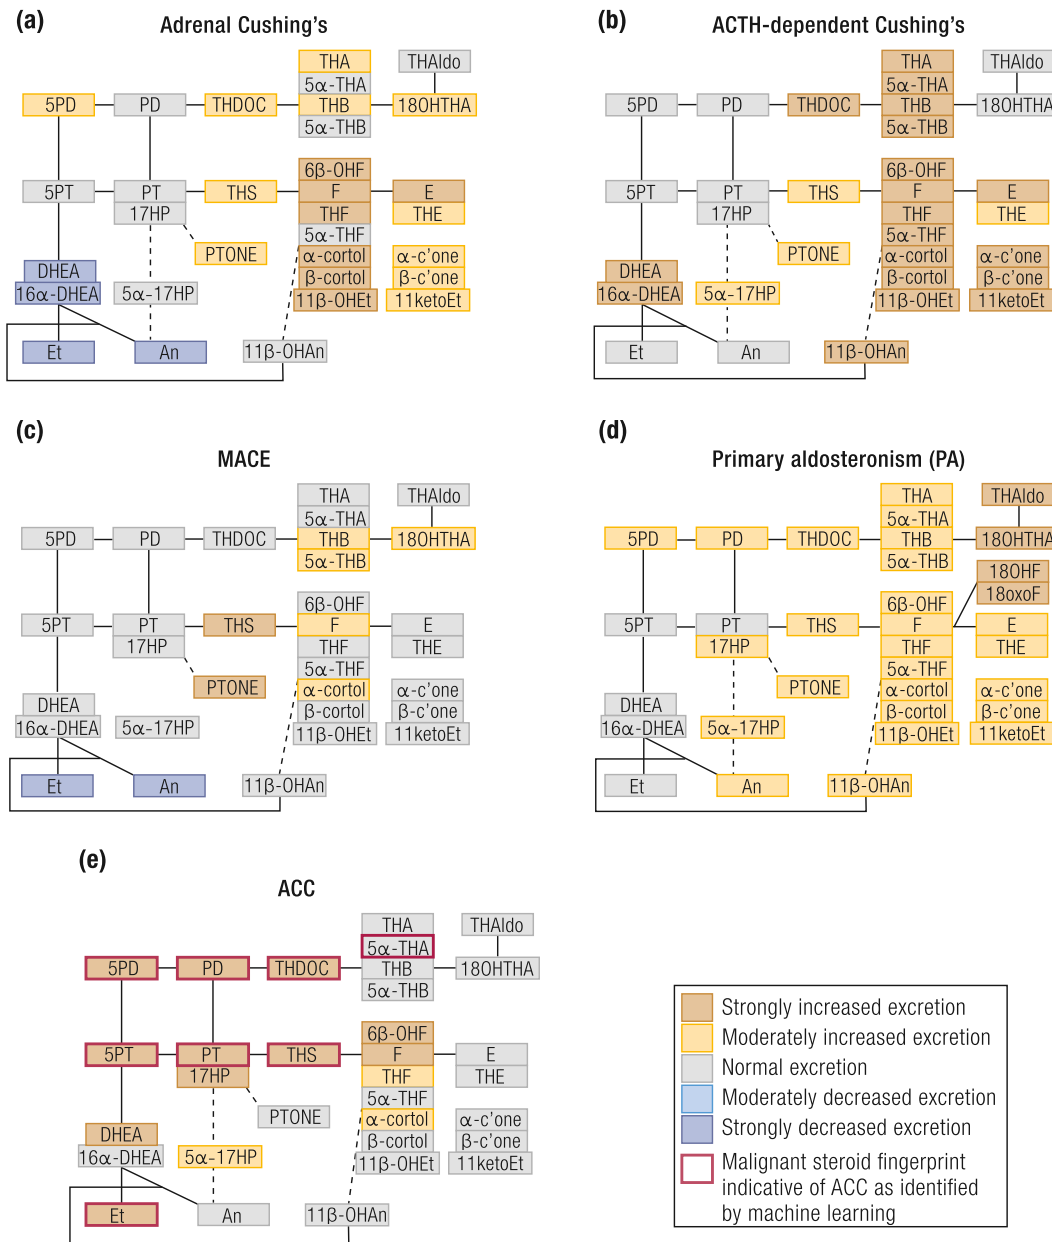 (a)
Adrenal Cushing's
THA
THAldo
5α-THA
5PD
PD
THDOC
THB
18OHTHA
5α-THB
6β-OHF
5PT
PT
THS
F
E
17HP
THF
THE
5α-THF
PTONE
α-cortol
α-c'one
DHEA
β-cortol
β-c'one
16α-DHEA
5α-17HP
11β-OHEt
11ketoEt
Et
An
11β-OHAn
(b)
ACTH-dependent Cushing's
THA
THAldo
5α-THA
5PD
PD
THDOC
THB
18OHTHA
5α-THB
6β-OHF
5PT
PT
THS
F
E
17HP
THF
THE
5α-THF
PTONE
α-cortol
α-c'one
DHEA
β-cortol
β-c'one
16α-DHEA
5α-17HP
11β-OHEt
11ketoEt
Et
An
11β-OHAn
(c)
MACE
THA
THAldo
5α-THA
5PD
PD
THDOC
THB
18OHTHA
5α-THB
6β-OHF
5PT
PT
THS
F
E
17HP
THF
THE
5α-THF
PTONE
α-cortol
α-c'one
DHEA
β-cortol
β-c'one
16α-DHEA
5α-17HP
11β-OHEt
11ketoEt
Et
An
11β-OHAn
(d)
Primary aldosteronism (PA)
THA
THAldo
5α-THA
5PD
PD
THDOC
THB
18OHTHA
5α-THB
18OHF
18oxoF
6β-OHF
5PT
PT
THS
F
E
17HP
THF
THE
5α-THF
PTONE
α-cortol
α-c'one
DHEA
β-cortol
β-c'one
16α-DHEA
5α-17HP
11β-OHEt
11ketoEt
Et
An
11β-OHAn
(e)
ACC
THA
THAldo
5α-THA
5PD
PD
THDOC
THB
18OHTHA
5α-THB
6β-OHF
5PT
PT
THS
F
E
17HP
THF
THE
5α-THF
PTONE
α-cortol
α-c'one
DHEA
β-cortol
β-c'one
16α-DHEA
5α-17HP
11β-OHEt
11ketoEt
Et
An
11β-OHAn
Strongly increased excretion
Moderately increased excretion
Normal excretion
Moderately decreased excretion
Strongly decreased excretion
Malignant steroid fingerprint
indicative of ACC as identified
by machine learning